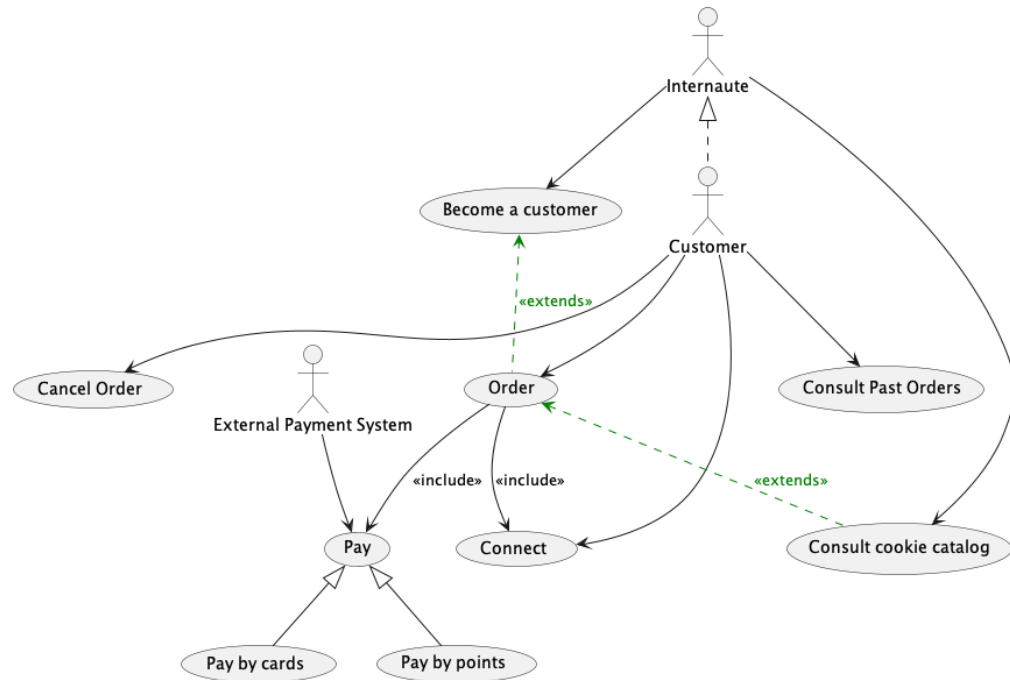 Internaute
Become a customer
Customer
«extends»
Cancel Order
Order
Consult Past Orders
External Payment System
«include»
«include»
«extends»
Pay
Connect
Consult cookie catalog
Pay by cards
Pay by points